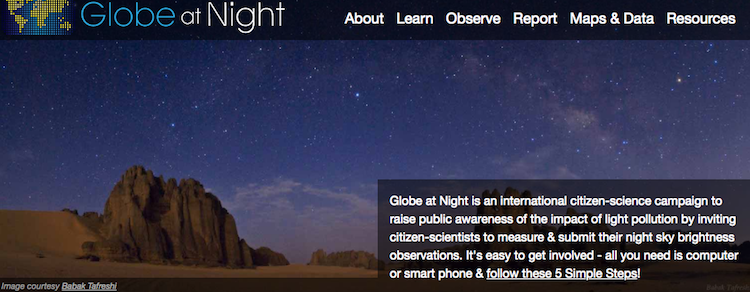 Globe at Night
About Learn Observe Report Maps & Data Resources
Globe at Night is an international citizen-science campaign to
raise public awareness of the impact of light pollution by inviting
citizen-scientists to measure & submit their night sky brightness
observations. It's easy to get involved - all you need is computer
or smart phone & follow these 5 Simple Steps!
Image courtesy Babak Tafreshi
Babak Tafreshi